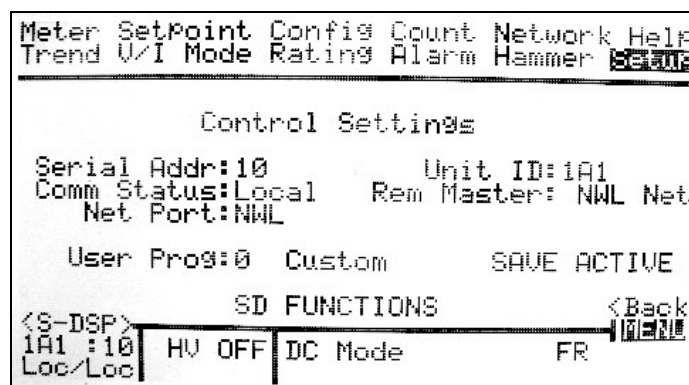 Meter Setpoint Config Count Network Help
Trend V/I Mode Rating Alarm Hammer Setup
Control Settings
Serial Addr:10 Unit ID:1A1
Comm Status:Local Rem Master: NWL Net
Net Port:NWL
User Prog:0 Custom SAVE ACTIVE
SD FUNCTIONS <Back
<S-DSP> MENU
1A1 :10 HV OFF DC Mode FR
Loc/Loc